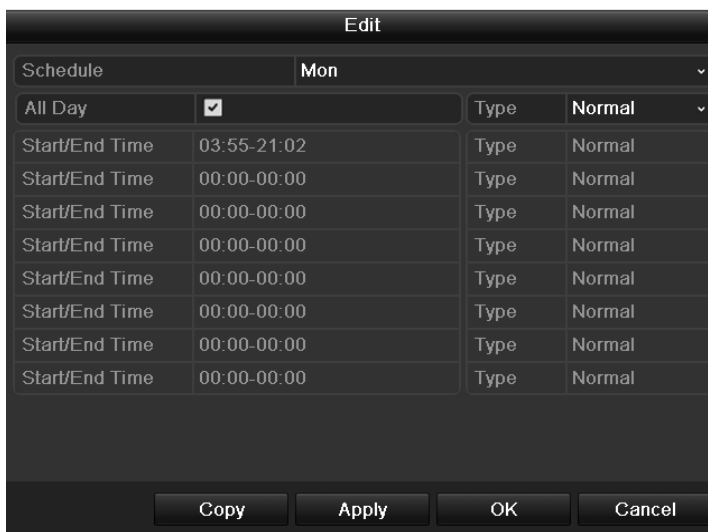 Edit
Schedule Mon
All Day Type Normal
Start/End Time 03:55-21:02 Type Normal
Start/End Time 00:00-00:00 Type Normal
Start/End Time 00:00-00:00 Type Normal
Start/End Time 00:00-00:00 Type Normal
Start/End Time 00:00-00:00 Type Normal
Start/End Time 00:00-00:00 Type Normal
Start/End Time 00:00-00:00 Type Normal
Start/End Time 00:00-00:00 Type Normal
Copy Apply OK Cancel